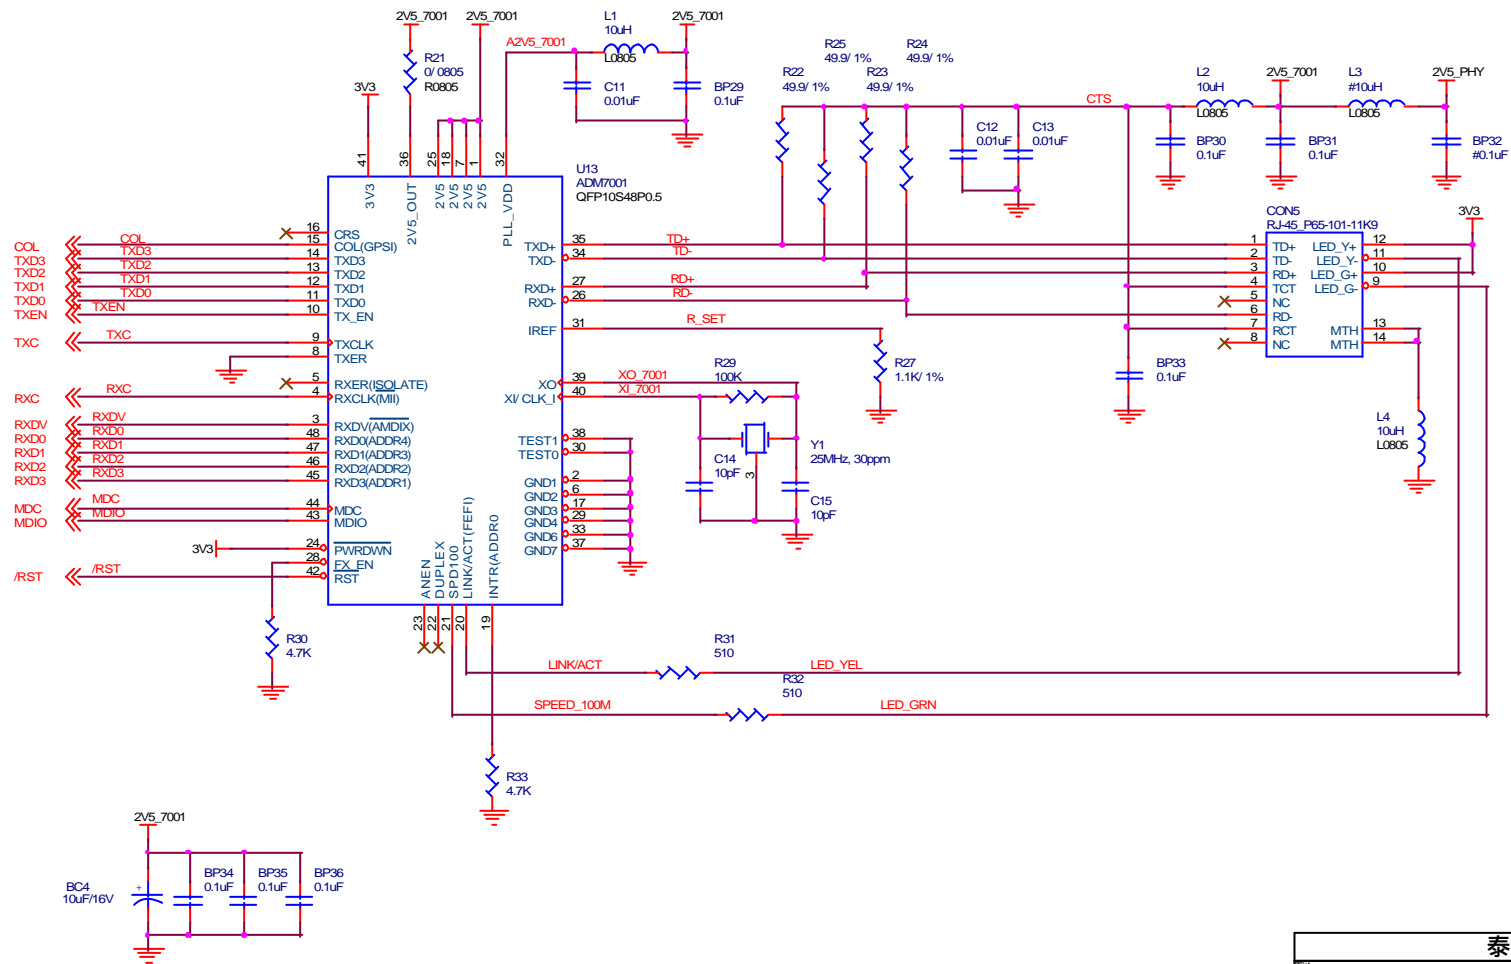 2V5_7001
2V5_7001
L1
10uH
L0805
2V5_7001
A2V5_7001
R21
0/ 0805
R0805
3V3
C11
0.01uF
BP29
0.1uF
R25
49.9/ 1%
R24
49.9/ 1%
R22
49.9/ 1%
R23
49.9/ 1%
CTS
L2
10uH
L0805
2V5_7001
L3
#10uH
L0805
2V5_PHY
C12
0.01uF
C13
0.01uF
BP30
0.1uF
BP31
0.1uF
BP32
#0.1uF
41
36
25
18
7
1
32
3V3
2V5_OUT
2V5
2V5
2V5
2V5
PLL_VDD
U13
ADM7001
QFP10S48P0.5
CON5
RJ-45_P65-101-11K9
3V3
COL
TXD3
TXD2
TXD1
TXD0
TXEN
TXC
RXC
RXDV
RXD0
RXD1
RXD2
RXD3
MDC
MDIO
/RST
COL
TXD3
TXD2
TXD1
TXD0
TXEN
TXC
RXC
RXDV
RXD0
RXD1
RXD2
RXD3
MDC
MDIO
3V3
/RST
16 CRS
15 COL(GPSI)
14 TXD3
13 TXD2
12 TXD1
11 TXD0
10 TX_EN
9 TXCLK
8 TXER
5 RXER(ISOLATE)
4 RXCLK(MII)
3 RXDV(AMDIX)
48 RXD0(ADDR4)
47 RXD1(ADDR3)
46 RXD2(ADDR2)
45 RXD3(ADDR1)
44 MDC
43 MDIO
24 PWRDWN
28 FX_EN
42 RST
TXD+ 35
TXD- 34
RXD+ 27
RXD- 26
IREF 31
XO 39
XI/ CLK_I 40
TEST1 38
TEST0 30
GND1 2
GND2 6
GND3 17
GND4 29
GND6 33
GND7 37
TD+
TD-
RD+
RD-
R_SET
XO_7001
XI_7001
R29
100K
R27
1.1K/ 1%
C14
10pF
3
Y1
25MHz, 30ppm
C15
10pF
1 TD+
2 TD-
3 RD+
4 TCT
5 NC
6 RD-
7 RCT
8 NC
LED_Y+ 12
LED_Y- 11
LED_G+ 10
LED_G- 9
MTH 13
MTH 14
BP33
0.1uF
L4
10uH
L0805
ANEN
DUPLEX
SPD100
LINK/ACT(FEFI)
INTR(ADDR0
23
22
21
20
19
R30
4.7K
LINK/ACT
R31
510
LED_YEL
SPEED_100M
R32
510
LED_GRN
R33
4.7K
2V5_7001
BC4
10uF/16V
+
BP34
0.1uF
BP35
0.1uF
BP36
0.1uF
泰